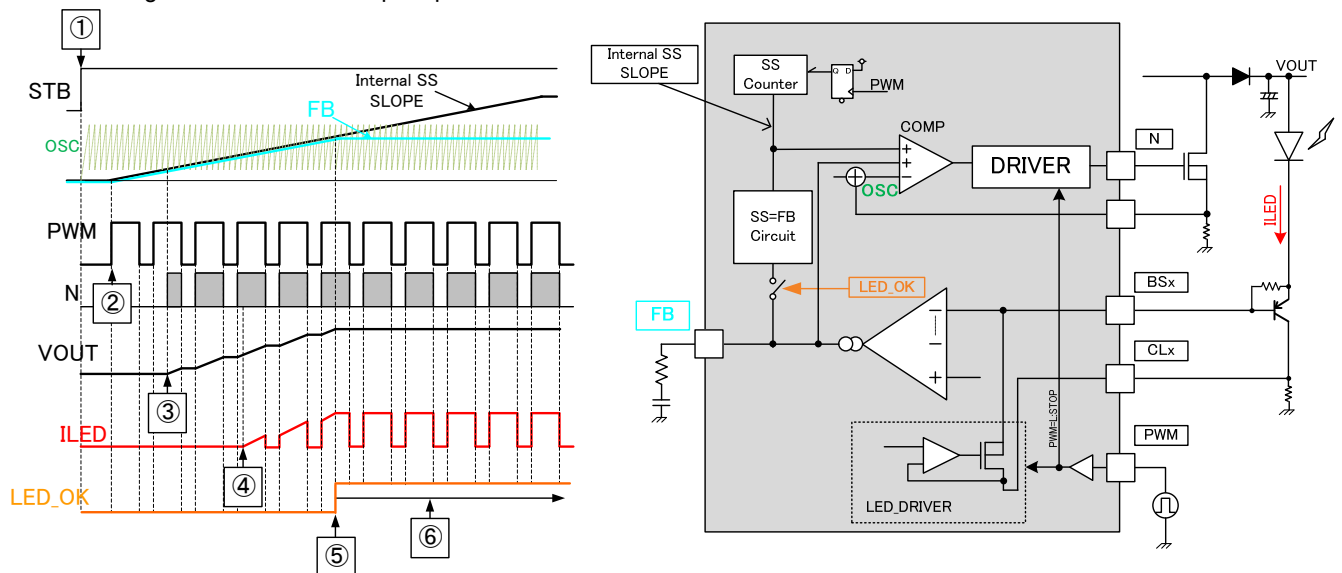 ①
STB
Internal SS
SLOPE
FB
OSC
PWM
N
②
VOUT
③
ILED
④
LED_OK
⑤
⑥
Internal SS
SLOPE
SS
Counter
Q D
PWM
COMP
OSC
DRIVER
N
VOUT
ILED
SS=FB
Circuit
LED_OK
FB
BSx
CLx
PWM=L:STOP
PWM
LED_DRIVER